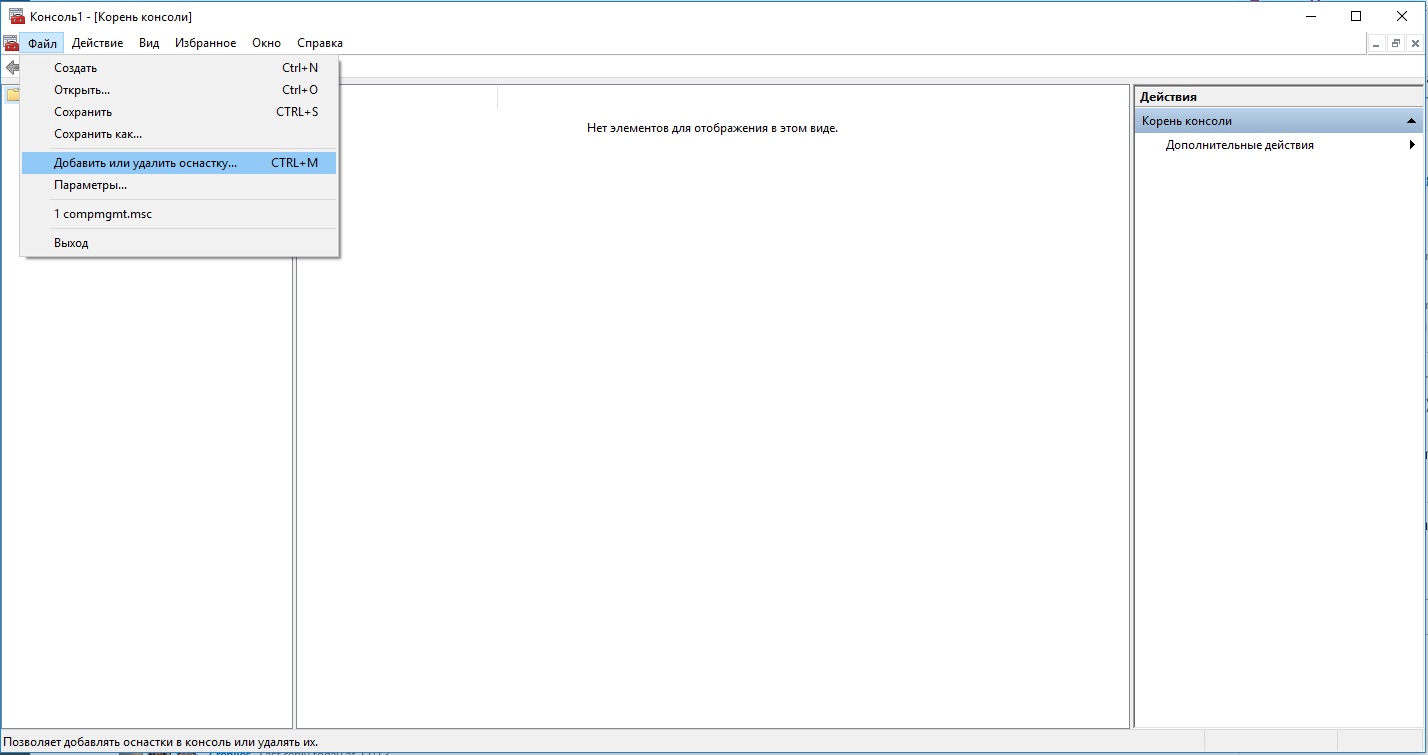 Консоль1 - [Корень консоли]
Файл Действие Вид Избранное Окно Справка
Создать Ctrl+N
Открыть... Ctrl+O
Сохранить CTRL+S
Сохранить как...
Добавить или удалить оснастку... CTRL+M
Параметры...
1 compmgmt.msc
Выход
Нет элементов для отображения в этом виде.
Действия
Корень консоли
Дополнительные действия
Позволяет добавлять оснастки в консоль или удалять их.